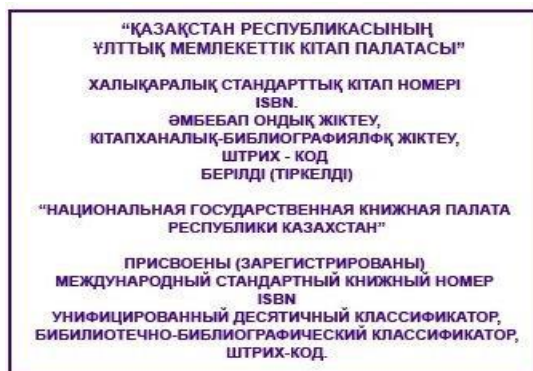 “ҚАЗАҚСТАН РЕСПУБЛИКАСЫНЫҢ
ҰЛТТЫҚ МЕМЛЕКЕТТІК КІТАП ПАЛАТАСЫ”
ХАЛЫҚАРАЛЫҚ СТАНДАРТТЫҚ КІТАП НОМЕРІ
ISBN.
ӘМБЕБАП ОНДЫҚ ЖІКТЕУ,
КІТАПХАНАЛЫҚ-БИБЛИОГРАФИЯЛФҚ ЖІКТЕУ,
ШТРИХ - КОД
БЕРІЛДІ (ТІРКЕЛДІ)
“НАЦИОНАЛЬНАЯ ГОСУДАРСТВЕННАЯ КНИЖНАЯ ПАЛАТА
РЕСПУБЛИКИ КАЗАХСТАН”
ПРИСВОЕНЫ (ЗАРЕГИСТРИРОВАНЫ)
МЕЖДУНАРОДНЫЙ СТАНДАРТНЫЙ КНИЖНЫЙ НОМЕР
ISBN
УНИФИЦИРОВАННЫЙ ДЕСЯТИЧНЫЙ КЛАССИФИКАТОР,
БИБИЛИОТЕЧНО-БИБЛИОГРАФИЧЕСКИЙ КЛАССИФИКАТОР,
ШТРИХ-КОД.